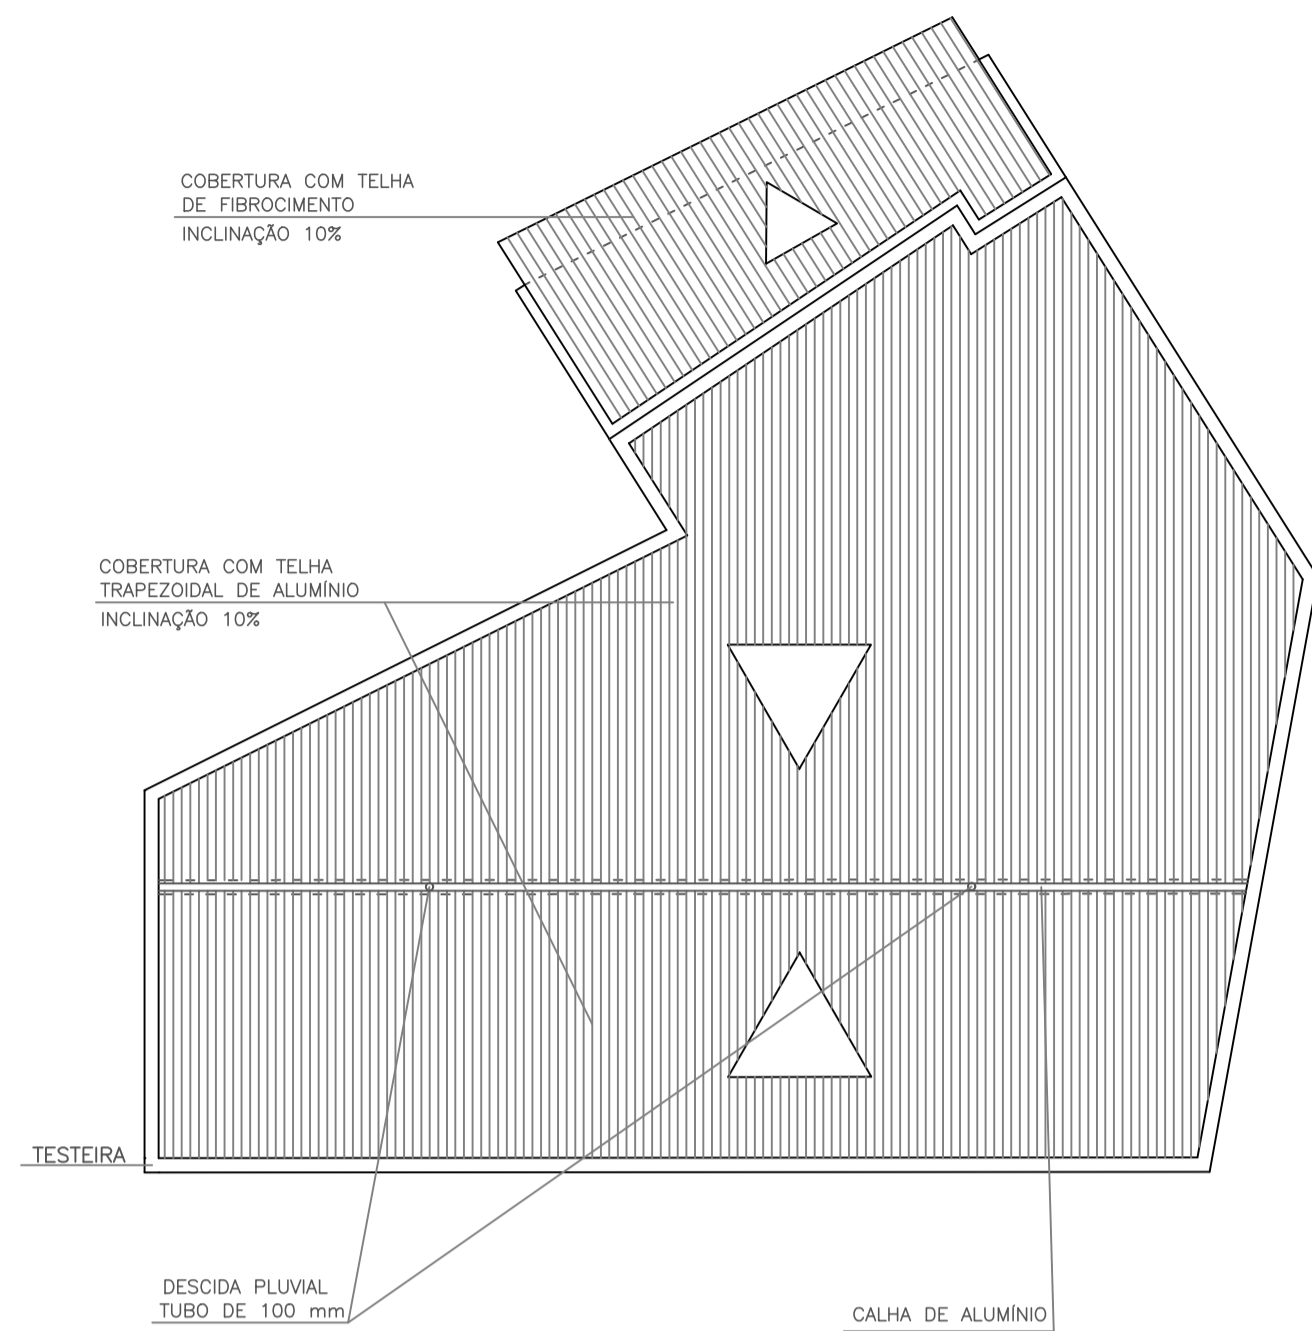 COBERTURA COM TELHA
DE FIBROCIMENTO
INCLINAÇÃO 10%
COBERTURA COM TELHA
TRAPEZOIDAL DE ALUMÍNIO
INCLINAÇÃO 10%
TESTEIRA
DESCIDA PLUVIAL
TUBO DE 100 mm
CALHA DE ALUMÍNIO